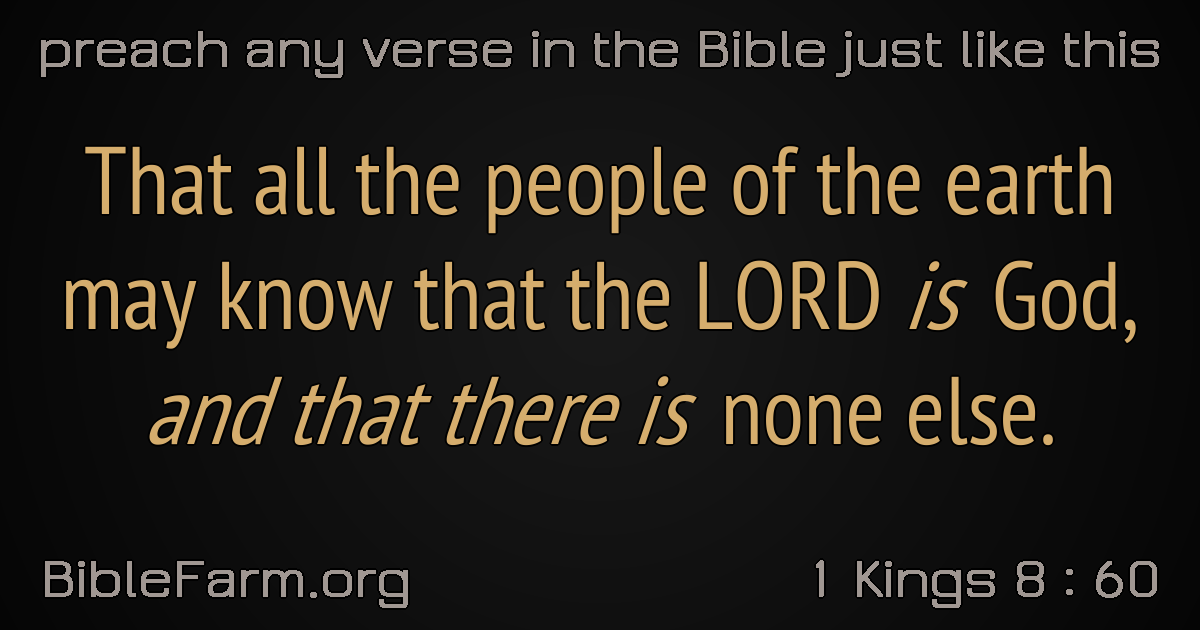 preach any verse in the Bible just like this
That all the people of the earth
may know that the LORD is God,
and that there is none else.
BibleFarm.org
1 Kings 8 : 60